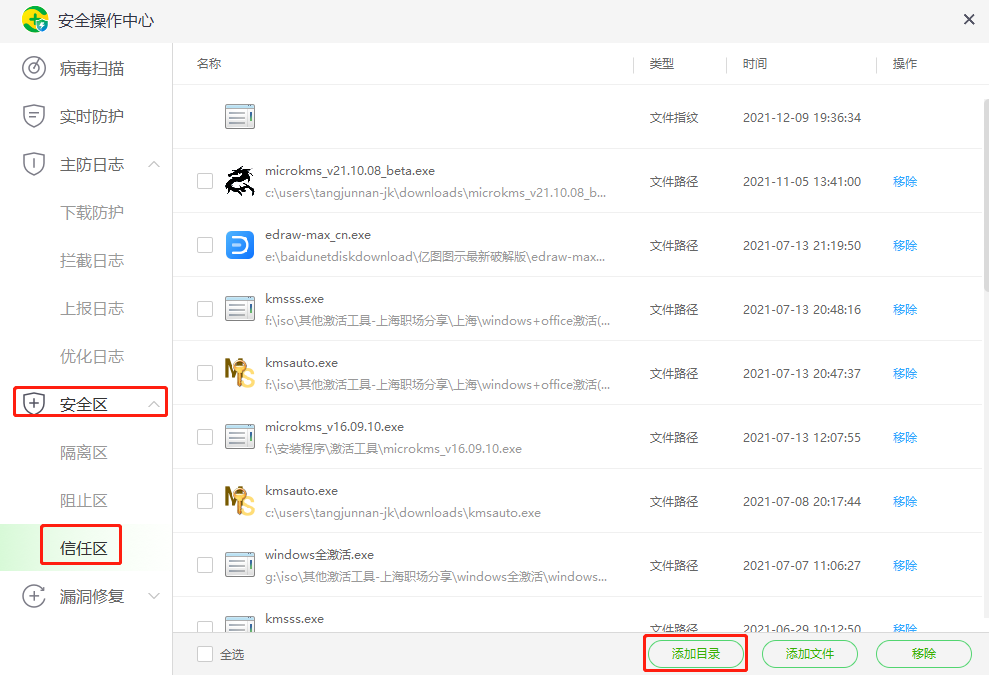 安全操作中心
病毒扫描
实时防护
主防日志
下载防护
拦截日志
上报日志
优化日志
安全区
隔离区
阻止区
信任区
漏洞修复
名称 类型 时间 操作
文件指纹 2021-12-09 19:36:34
microkms_v21.10.08_beta.exe
c:\users\tangjunnan-jk\downloads\microkms_v21.10.08_b...
文件路径 2021-11-05 13:41:00 移除
edraw-max_cn.exe
e:\baidunetdiskdownload\亿图图示最新破解版\edraw-max...
文件路径 2021-07-13 21:19:50 移除
kmsss.exe
f:\iso\其他激活工具-上海职场分享\上海\windows+office激活(...
文件路径 2021-07-13 20:48:16 移除
kmsauto.exe
f:\iso\其他激活工具-上海职场分享\上海\windows+office激活(...
文件路径 2021-07-13 20:47:37 移除
microkms_v16.09.10.exe
f:\安装程序\激活工具\microkms_v16.09.10.exe
文件路径 2021-07-13 12:07:55 移除
kmsauto.exe
c:\users\tangjunnan-jk\downloads\kmsauto.exe
文件路径 2021-07-08 20:17:44 移除
windows全激活.exe
g:\iso\其他激活工具-上海职场分享\windows全激活\windows...
文件路径 2021-07-07 11:06:27 移除
kmsss.exe
文件路径 2021-06-29 10:12:50 移除
全选 添加目录 添加文件 移除